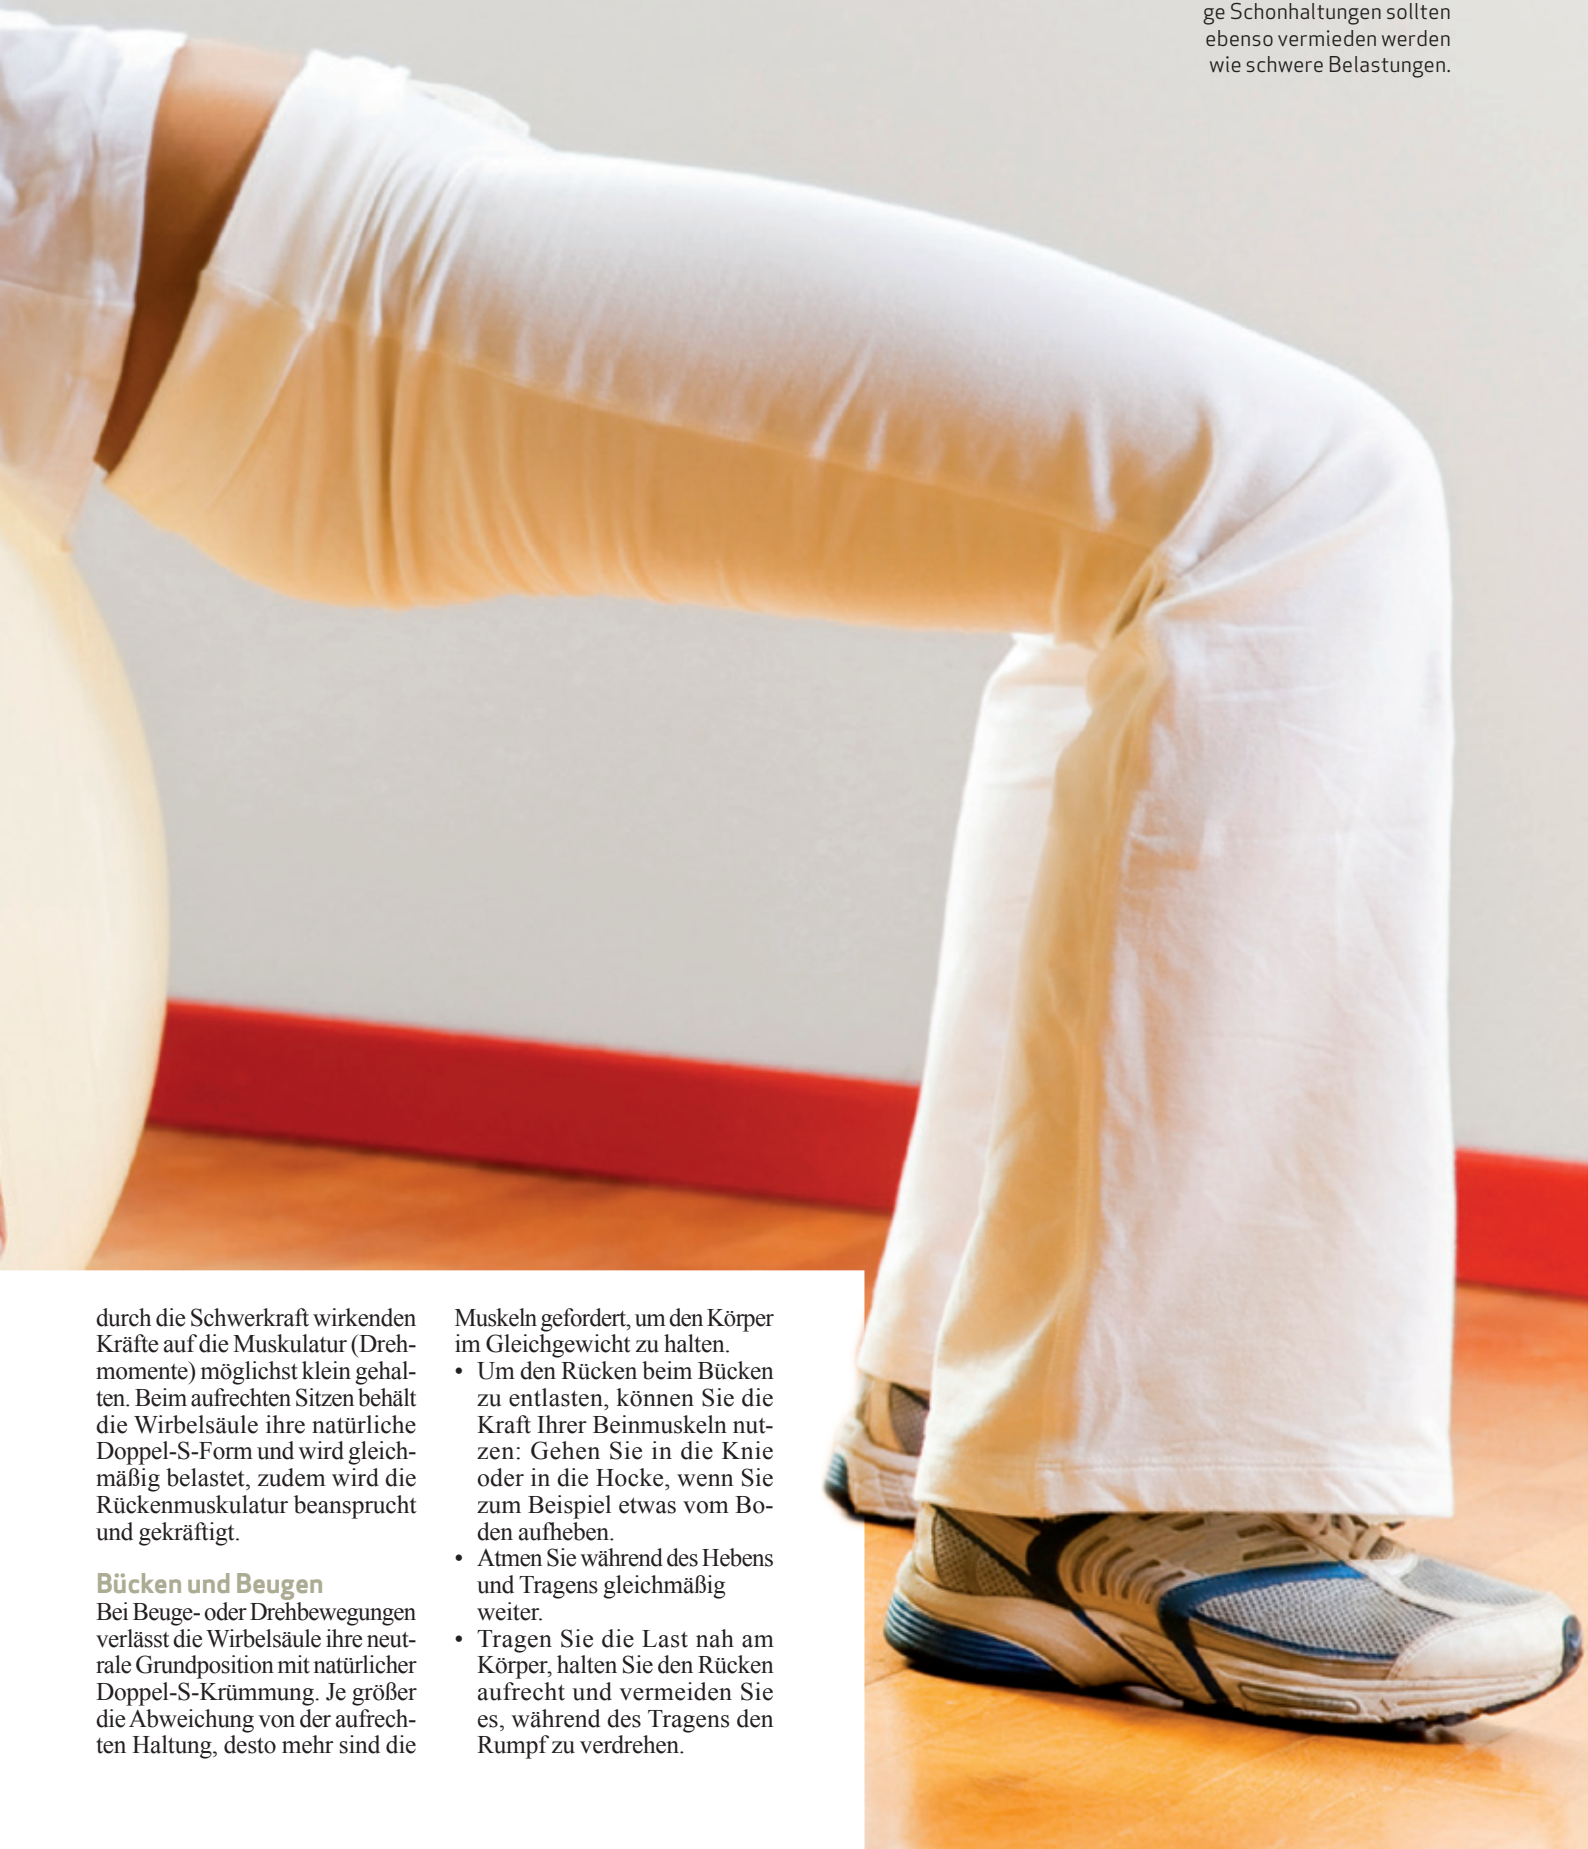 ge Schonhaltungen sollten
ebenso vermieden werden
wie schwere Belastungen.
durch die Schwerkraft wirkenden
Kräfte auf die Muskulatur (Dreh-
momente) möglichst klein gehal-
ten. Beim aufrechten Sitzen behält
die Wirbelsäule ihre natürliche
Doppel-S-Form und wird gleich-
mäßig belastet, zudem wird die
Rückenmuskulatur beansprucht
und gekräftigt.
Bücken und Beugen
Bei Beuge- oder Drehbewegungen
verlässt die Wirbelsäule ihre neut-
rale Grundposition mit natürlicher
Doppel-S-Krümmung. Je größer
die Abweichung von der aufrech-
ten Haltung, desto mehr sind die
Muskeln gefordert, um den Körper
im Gleichgewicht zu halten.
• Um den Rücken beim Bücken
zu entlasten, können Sie die
Kraft Ihrer Beinmuskeln nut-
zen: Gehen Sie in die Knie
oder in die Hocke, wenn Sie
zum Beispiel etwas vom Bo-
den aufheben.
• Atmen Sie während des Hebens
und Tragens gleichmäßig
weiter.
• Tragen Sie die Last nah am
Körper, halten Sie den Rücken
aufrecht und vermeiden Sie
es, während des Tragens den
Rumpf zu verdrehen.